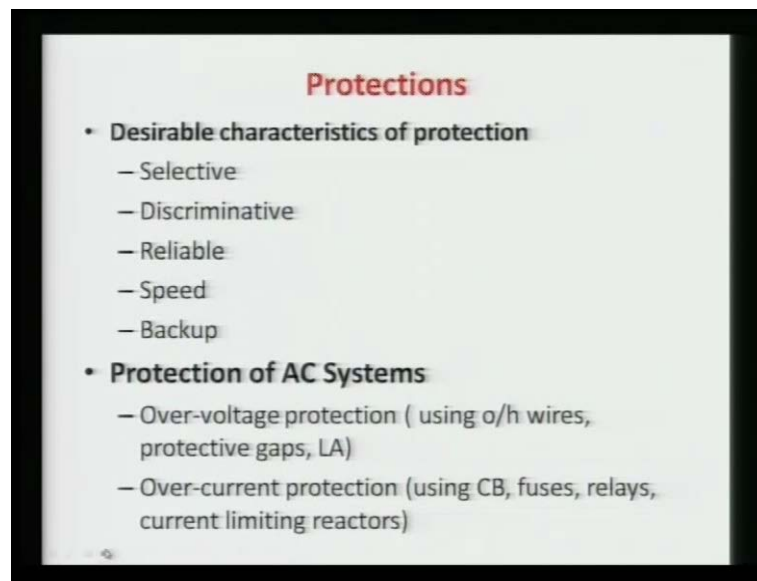 Protections
• Desirable characteristics of protection
– Selective
– Discriminative
– Reliable
– Speed
– Backup
• Protection of AC Systems
– Over-voltage protection ( using o/h wires,
protective gaps, LA)
– Over-current protection (using CB, fuses, relays,
current limiting reactors)